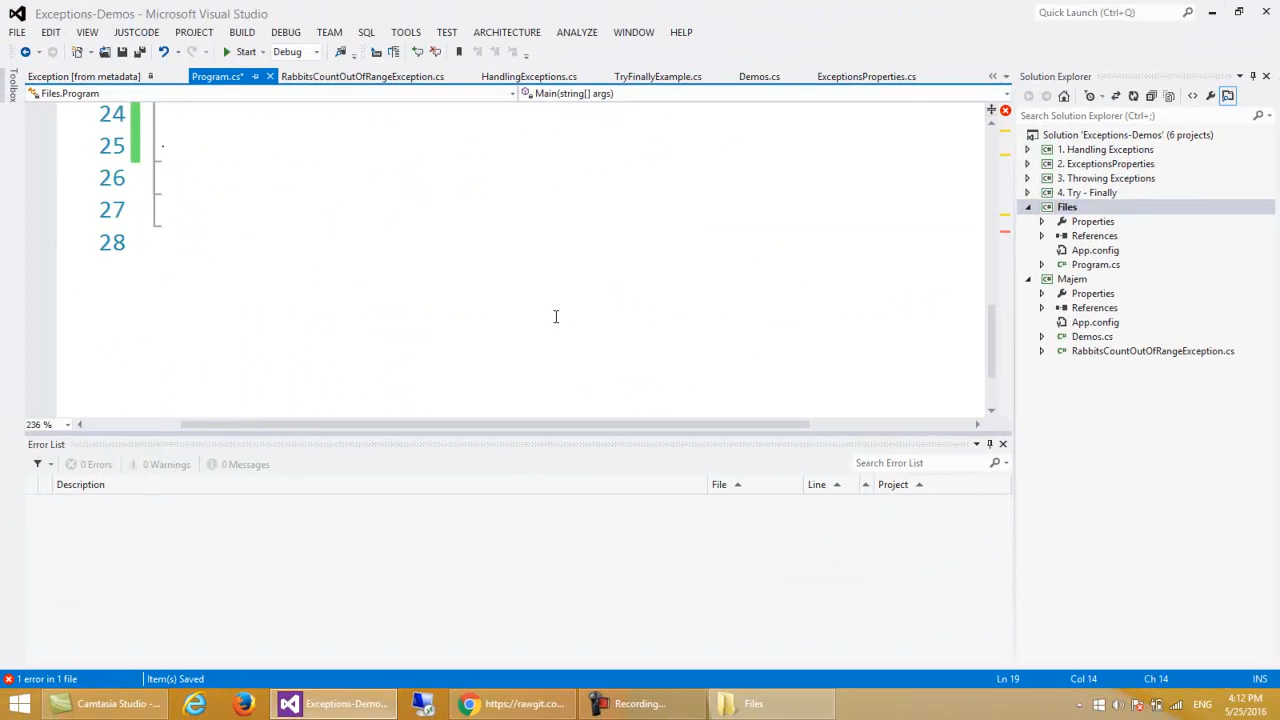 Exceptions-Demos - Microsoft Visual Studio
Quick Launch (Ctrl+Q)
FILE EDIT VIEW JUSTCODE PROJECT BUILD DEBUG TEAM SQL TOOLS TEST ARCHITECTURE ANALYZE WINDOW HELP
Start Debug
Toolbox
Exception [from metadata] Program.cs* RabbitsCountOutOfRangeException.cs HandlingExceptions.cs TryFinallyExample.cs Demos.cs ExceptionsProperties.cs
Files.Program Main(string[] args)
24
25
26
27
28
236 %
Solution Explorer
Search Solution Explorer (Ctrl+;)
Solution 'Exceptions-Demos' (6 projects)
1. Handling Exceptions
2. ExceptionsProperties
3. Throwing Exceptions
4. Try - Finally
Files
Properties
References
App.config
Program.cs
Majem
Properties
References
App.config
Demos.cs
RabbitsCountOutOfRangeException.cs
Error List
0 Errors 0 Warnings 0 Messages
Search Error List
Description File Line Project
1 error in 1 file Item(s) Saved Ln 19 Col 14 Ch 14 INS
Camtasia Studio -... Exceptions-Demo... https://rawgit.co... Recording... Files
ENG
4:12 PM
5/25/2016